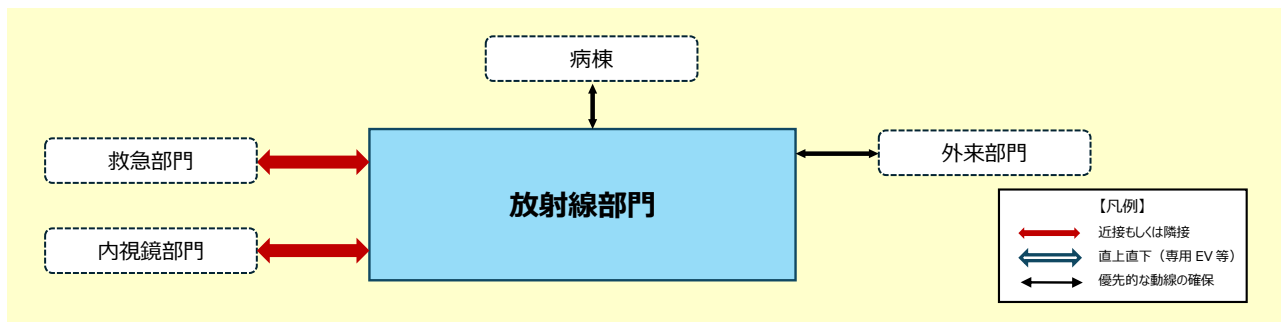 病棟
救急部門
外来部門
放射線部門
内視鏡部門
【凡例】
近接もしくは隣接
直上直下（専用 EV 等）
優先的な動線の確保